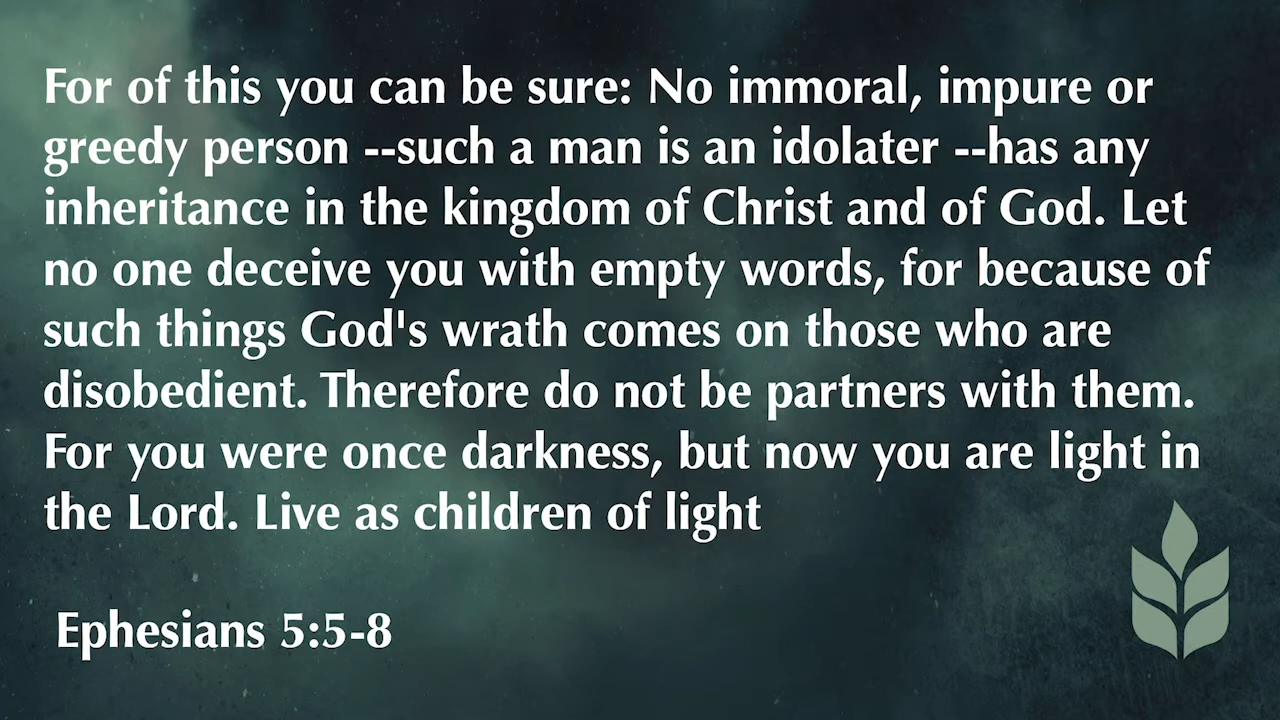 For of this you can be sure: No immoral, impure or
greedy person --such a man is an idolater --has any
inheritance in the kingdom of Christ and of God. Let
no one deceive you with empty words, for because of
such things God's wrath comes on those who are
disobedient. Therefore do not be partners with them.
For you were once darkness, but now you are light in
the Lord. Live as children of light
Ephesians 5:5-8